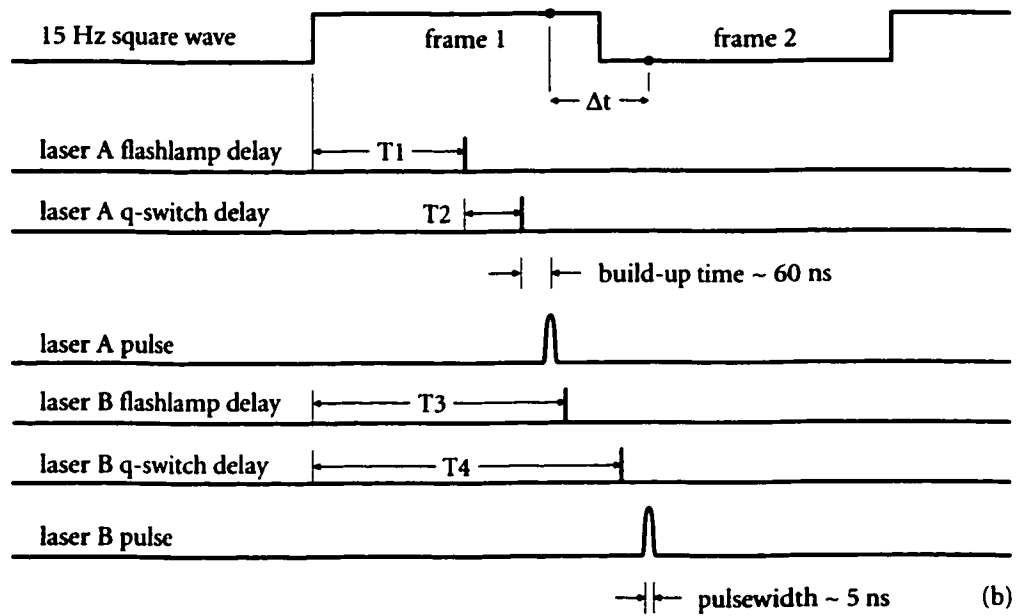 15 Hz square wave
frame 1
frame 2
Δt
laser A flashlamp delay
T1
laser A q-switch delay
T2
build-up time ~ 60 ns
laser A pulse
laser B flashlamp delay
T3
laser B q-switch delay
T4
laser B pulse
pulsewidth ~ 5 ns
(b)